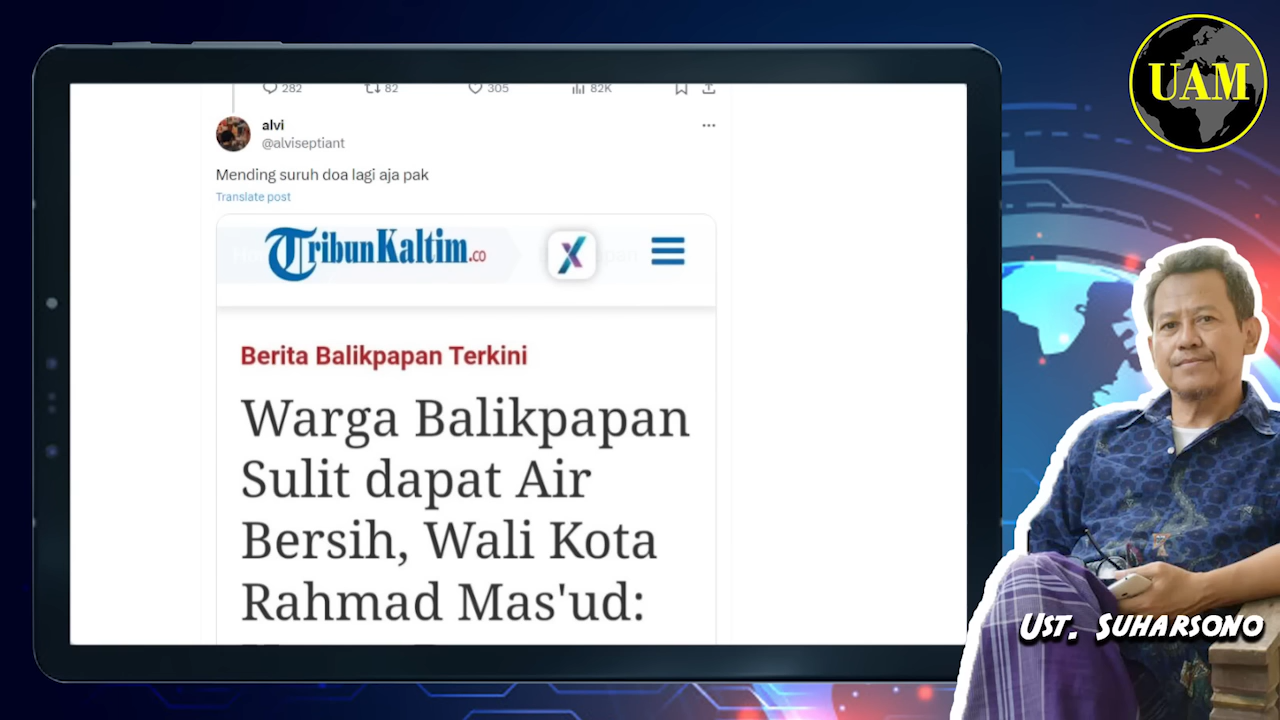 282 82 305 82K
alvi
@alviseptiant
Mending suruh doa lagi aja pak
Translate post
TribunKaltim.co
Berita Balikpapan Terkini
Warga Balikpapan
Sulit dapat Air
Bersih, Wali Kota
Rahmad Mas'ud:
UAM
Ust. Suharsono